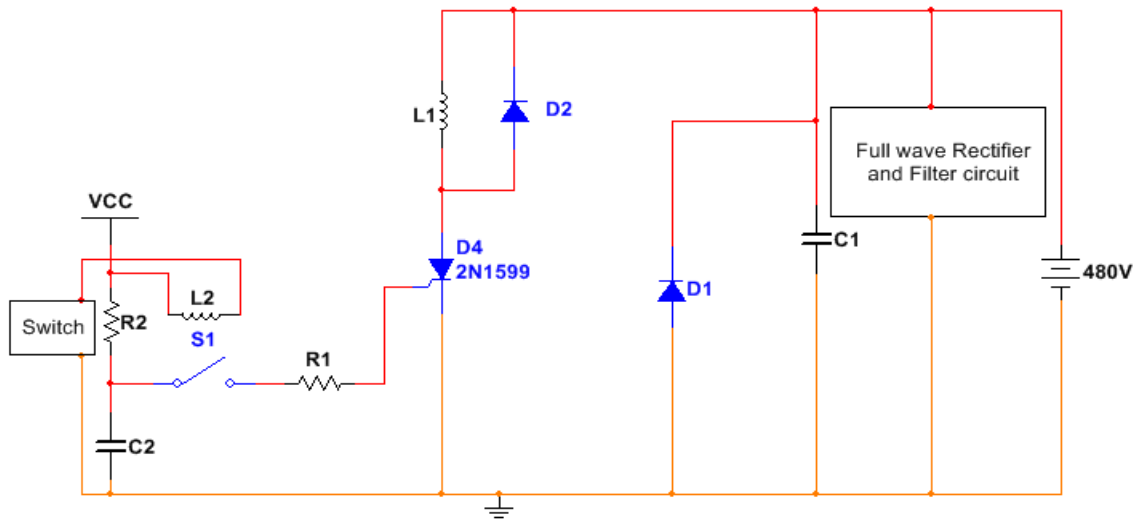 L1
D2
Full wave Rectifier
and Filter circuit
VCC
D4
2N1599
C1
480V
L2
D1
Switch
R2
S1
R1
C2